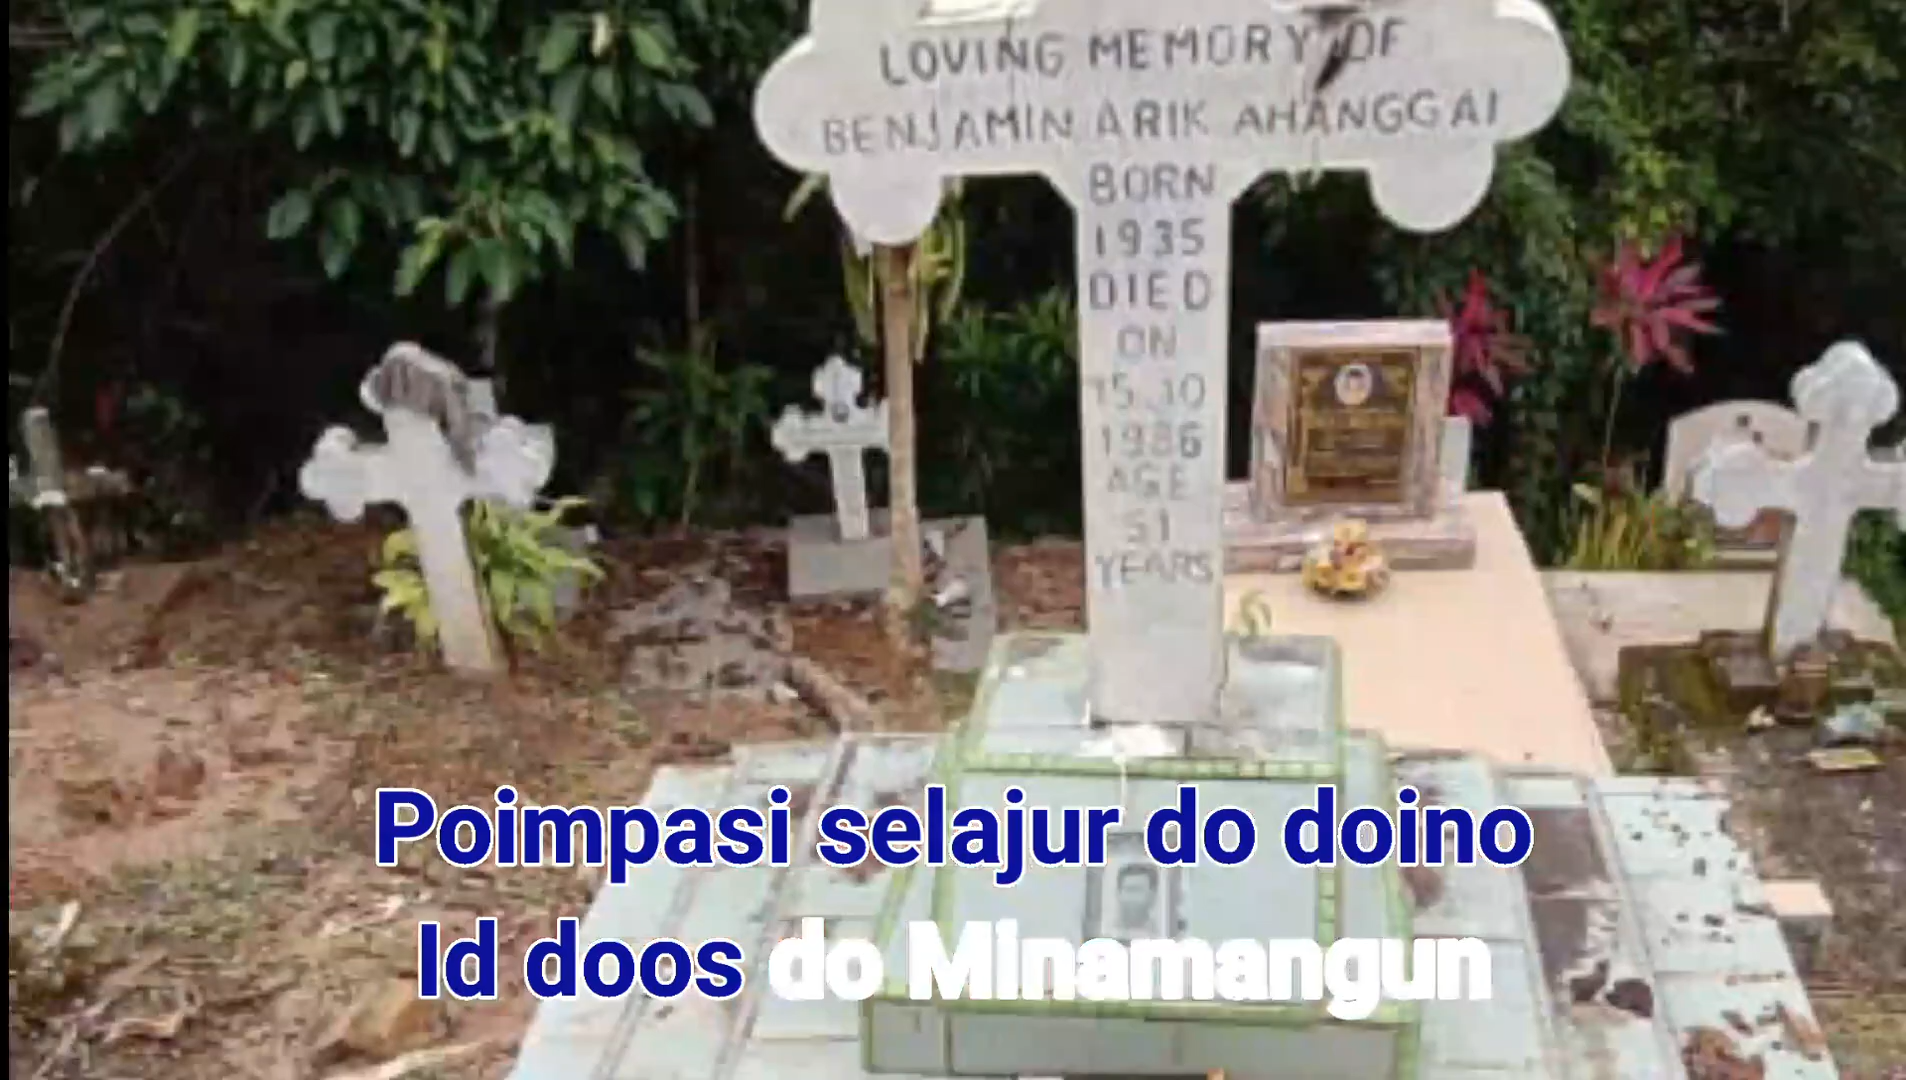 LOVING MEMORY OF
BENJAMIN ARIK AHANGGAI
BORN
1935
DIED
ON
15.10
1986
AGE
51
YEARS
Poimpasi selajur do doino
Id doos do Minamangun